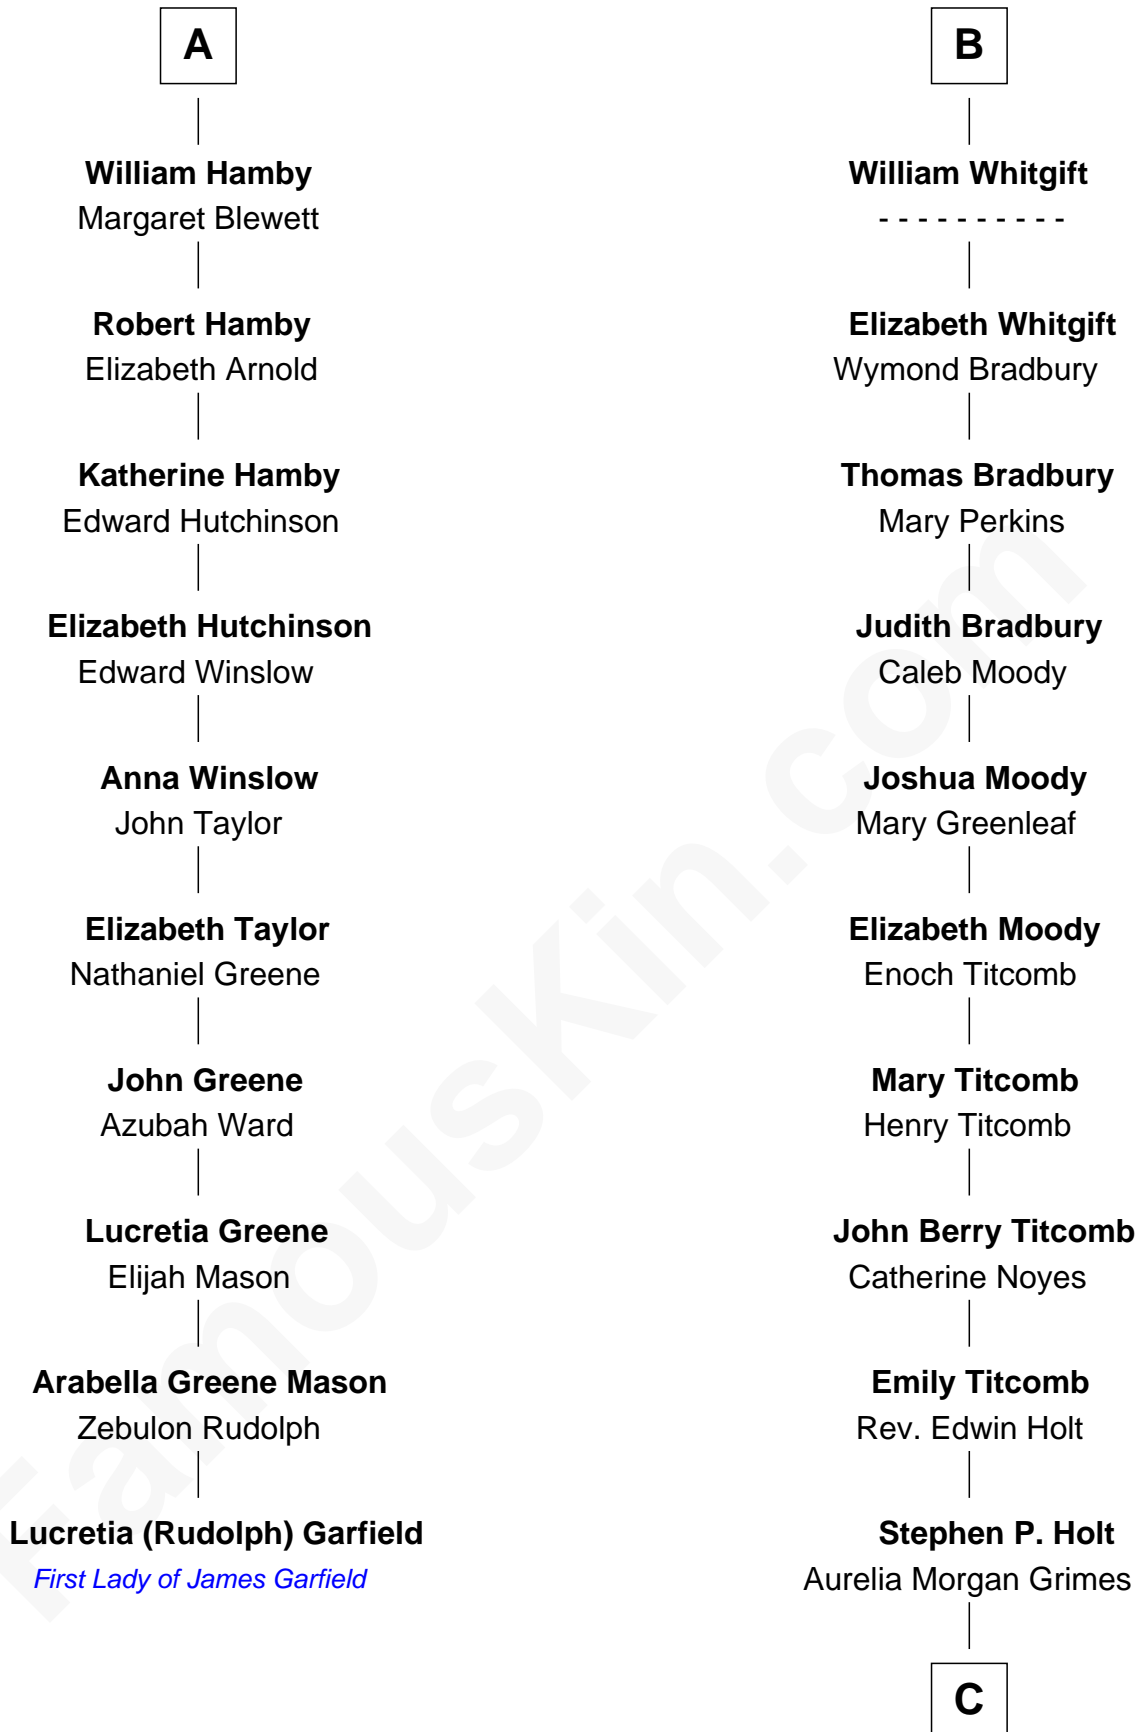 A
William Hamby
Margaret Blewett
Robert Hamby
Elizabeth Arnold
Katherine Hamby
Edward Hutchinson
Elizabeth Hutchinson
Edward Winslow
Anna Winslow
John Taylor
Elizabeth Taylor
Nathaniel Greene
John Greene
Azubah Ward
Lucretia Greene
Elijah Mason
Arabella Greene Mason
Zebulon Rudolph
Lucretia (Rudolph) Garfield
First Lady of James Garfield
B
William Whitgift
- - - - - - - - - -
Elizabeth Whitgift
Wymond Bradbury
Thomas Bradbury
Mary Perkins
Judith Bradbury
Caleb Moody
Joshua Moody
Mary Greenleaf
Elizabeth Moody
Enoch Titcomb
Mary Titcomb
Henry Titcomb
John Berry Titcomb
Catherine Noyes
Emily Titcomb
Rev. Edwin Holt
Stephen P. Holt
Aurelia Morgan Grimes
C
FamousKin.com